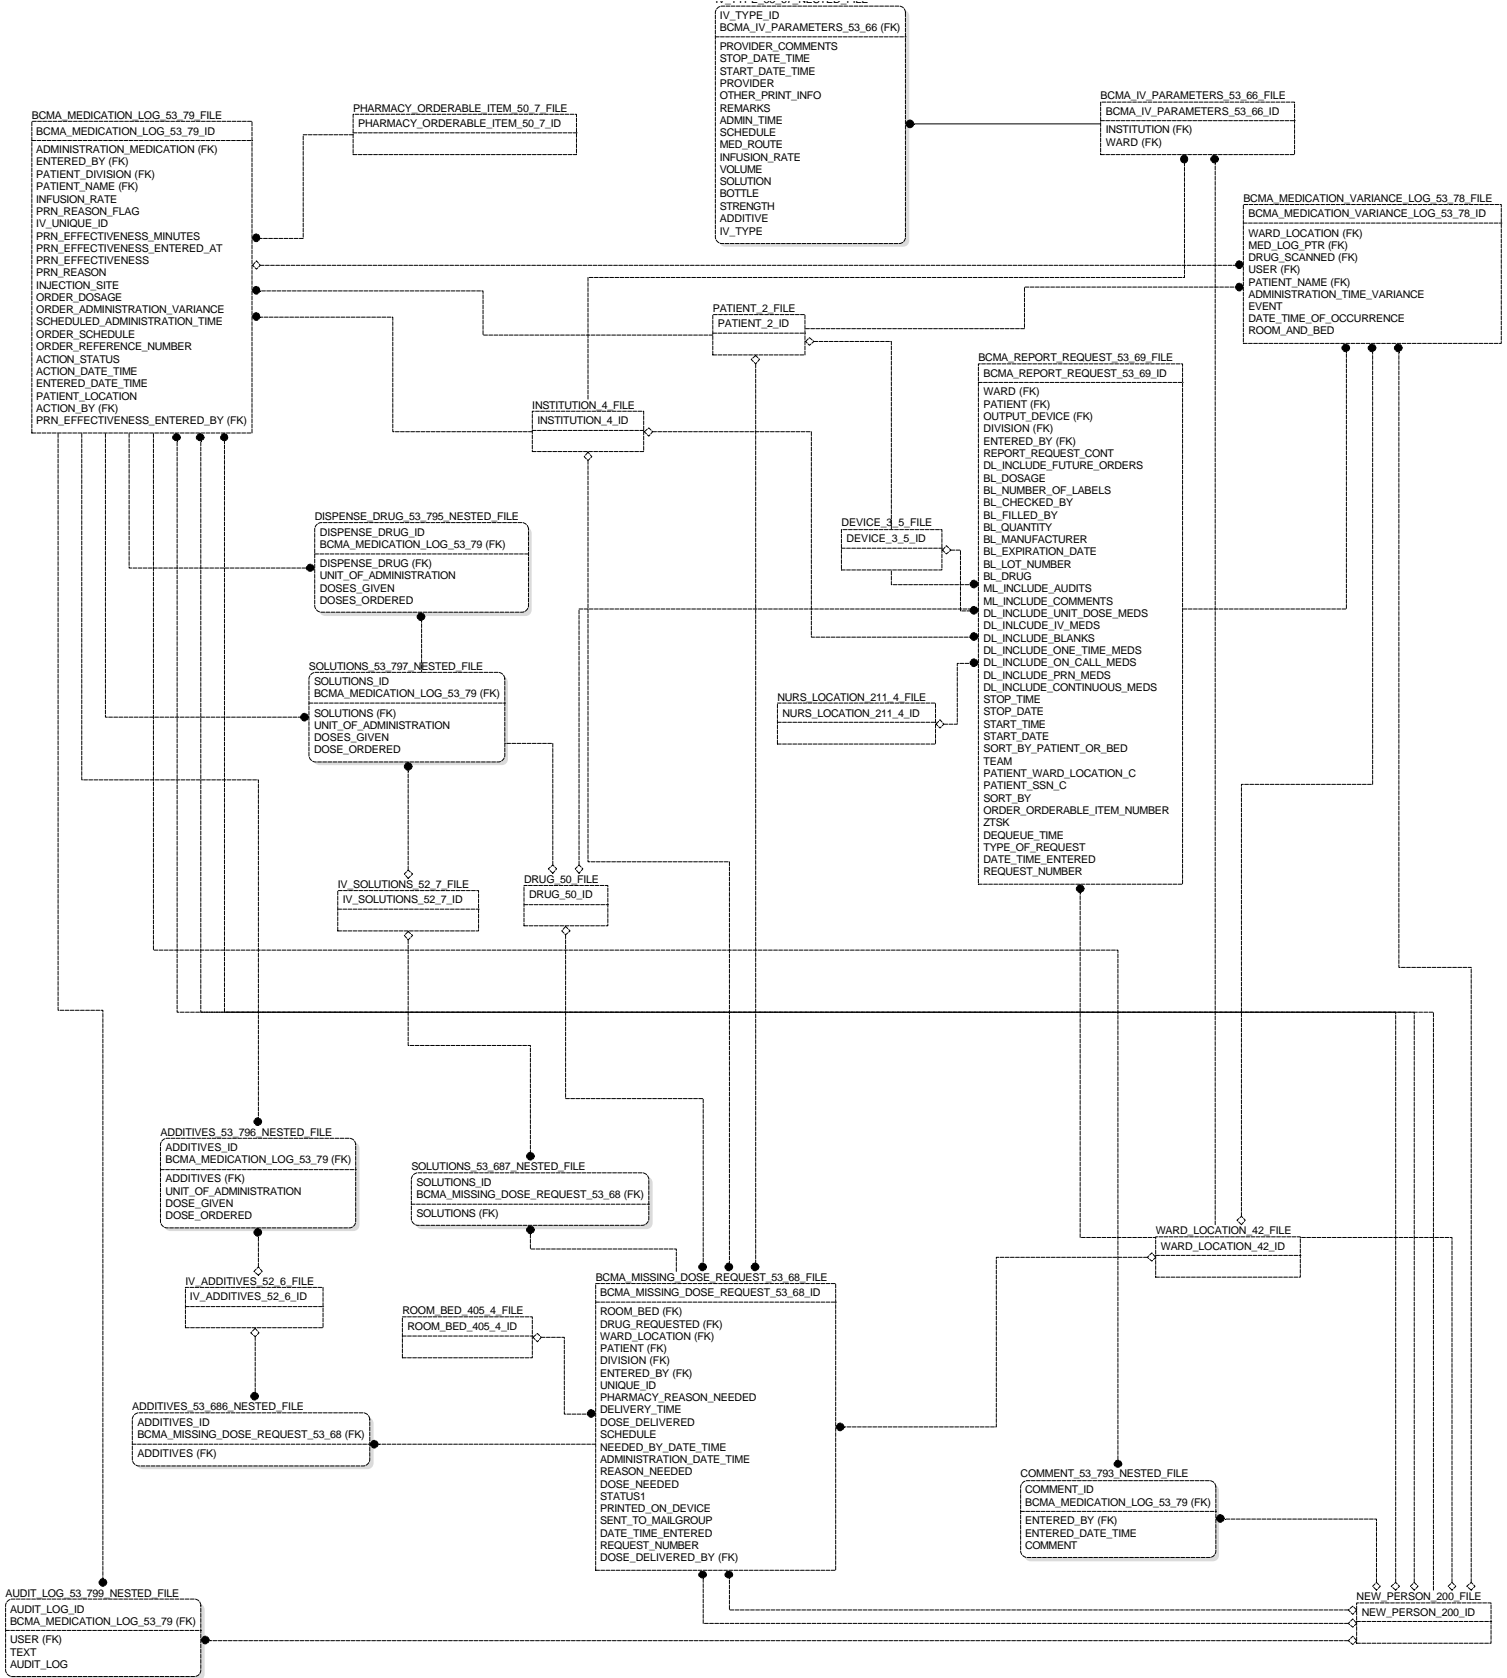 IV_TYPE_ID
BCMA_IV_PARAMETERS_53_66 (FK)
PROVIDER_COMMENTS
STOP_DATE_TIME
START_DATE_TIME
PROVIDER
OTHER_PRINT_INFO
REMARKS
ADMIN_TIME
SCHEDULE
MED_ROUTE
INFUSION_RATE
VOLUME
SOLUTION
BOTTLE
STRENGTH
ADDITIVE
IV_TYPE
BCMA_MEDICATION_LOG_53_79_FILE
BCMA_MEDICATION_LOG_53_79_ID
ADMINISTRATION_MEDICATION (FK)
ENTERED_BY (FK)
PATIENT_DIVISION (FK)
PATIENT_NAME (FK)
INFUSION_RATE
PRN_REASON_FLAG
IV_UNIQUE_ID
PRN_EFFECTIVENESS_MINUTES
PRN_EFFECTIVENESS_ENTERED_AT
PRN_EFFECTIVENESS
PRN_REASON
INJECTION_SITE
ORDER_DOSAGE
ORDER_ADMINISTRATION_VARIANCE
SCHEDULED_ADMINISTRATION_TIME
ORDER_SCHEDULE
ORDER_REFERENCE_NUMBER
ACTION_STATUS
ACTION_DATE_TIME
ENTERED_DATE_TIME
PATIENT_LOCATION
ACTION_BY (FK)
PRN_EFFECTIVENESS_ENTERED_BY (FK)
PHARMACY_ORDERABLE_ITEM_50_7_FILE
PHARMACY_ORDERABLE_ITEM_50_7_ID
BCMA_IV_PARAMETERS_53_66_FILE
BCMA_IV_PARAMETERS_53_66_ID
INSTITUTION (FK)
WARD (FK)
BCMA_MEDICATION_VARIANCE_LOG_53_78_FILE
BCMA_MEDICATION_VARIANCE_LOG_53_78_ID
WARD_LOCATION (FK)
MED_LOG_PTR (FK)
DRUG_SCANNED (FK)
USER (FK)
PATIENT_NAME (FK)
ADMINISTRATION_TIME_VARIANCE
EVENT
DATE_TIME_OF_OCCURRENCE
ROOM_AND_BED
PATIENT_2_FILE
PATIENT_2_ID
INSTITUTION_4_FILE
INSTITUTION_4_ID
BCMA_REPORT_REQUEST_53_69_FILE
BCMA_REPORT_REQUEST_53_69_ID
WARD (FK)
PATIENT (FK)
OUTPUT_DEVICE (FK)
DIVISION (FK)
ENTERED_BY (FK)
REPORT_REQUEST_CONT
DL_INCLUDE_FUTURE_ORDERS
BL_DOSAGE
BL_NUMBER_OF_LABELS
BL_CHECKED_BY
BL_FILLED_BY
BL_QUANTITY
BL_MANUFACTURER
BL_EXPIRATION_DATE
BL_LOT_NUMBER
BL_DRUG
ML_INCLUDE_AUDITS
ML_INCLUDE_COMMENTS
DL_INCLUDE_UNIT_DOSE_MEDS
DL_INLCUDE_IV_MEDS
DL_INCLUDE_BLANKS
DL_INCLUDE_ONE_TIME_MEDS
DL_INCLUDE_ON_CALL_MEDS
DL_INCLUDE_PRN_MEDS
DL_INCLUDE_CONTINUOUS_MEDS
STOP_TIME
STOP_DATE
START_TIME
START_DATE
SORT_BY_PATIENT_OR_BED
TEAM
PATIENT_WARD_LOCATION_C
PATIENT_SSN_C
SORT_BY
ORDER_ORDERABLE_ITEM_NUMBER
ZTSK
DEQUEUE_TIME
TYPE_OF_REQUEST
DATE_TIME_ENTERED
REQUEST_NUMBER
DISPENSE_DRUG_53_795_NESTED_FILE
DISPENSE_DRUG_ID
BCMA_MEDICATION_LOG_53_79 (FK)
DISPENSE_DRUG (FK)
UNIT_OF_ADMINISTRATION
DOSES_GIVEN
DOSES_ORDERED
DEVICE_3_5_FILE
DEVICE_3_5_ID
SOLUTIONS_53_797_NESTED_FILE
SOLUTIONS_ID
BCMA_MEDICATION_LOG_53_79 (FK)
SOLUTIONS (FK)
UNIT_OF_ADMINISTRATION
DOSES_GIVEN
DOSE_ORDERED
NURS_LOCATION_211_4_FILE
NURS_LOCATION_211_4_ID
IV_SOLUTIONS_52_7_FILE
IV_SOLUTIONS_52_7_ID
DRUG_50_FILE
DRUG_50_ID
ADDITIVES_53_796_NESTED_FILE
ADDITIVES_ID
BCMA_MEDICATION_LOG_53_79 (FK)
ADDITIVES (FK)
UNIT_OF_ADMINISTRATION
DOSE_GIVEN
DOSE_ORDERED
SOLUTIONS_53_687_NESTED_FILE
SOLUTIONS_ID
BCMA_MISSING_DOSE_REQUEST_53_68 (FK)
SOLUTIONS (FK)
WARD_LOCATION_42_FILE
WARD_LOCATION_42_ID
IV_ADDITIVES_52_6_FILE
IV_ADDITIVES_52_6_ID
ROOM_BED_405_4_FILE
ROOM_BED_405_4_ID
BCMA_MISSING_DOSE_REQUEST_53_68_FILE
BCMA_MISSING_DOSE_REQUEST_53_68_ID
ROOM_BED (FK)
DRUG_REQUESTED (FK)
WARD_LOCATION (FK)
PATIENT (FK)
DIVISION (FK)
ENTERED_BY (FK)
UNIQUE_ID
PHARMACY_REASON_NEEDED
DELIVERY_TIME
DOSE_DELIVERED
SCHEDULE
NEEDED_BY_DATE_TIME
ADMINISTRATION_DATE_TIME
REASON_NEEDED
DOSE_NEEDED
STATUS1
PRINTED_ON_DEVICE
SENT_TO_MAILGROUP
DATE_TIME_ENTERED
REQUEST_NUMBER
DOSE_DELIVERED_BY (FK)
ADDITIVES_53_686_NESTED_FILE
ADDITIVES_ID
BCMA_MISSING_DOSE_REQUEST_53_68 (FK)
ADDITIVES (FK)
COMMENT_53_793_NESTED_FILE
COMMENT_ID
BCMA_MEDICATION_LOG_53_79 (FK)
ENTERED_BY (FK)
ENTERED_DATE_TIME
COMMENT
AUDIT_LOG_53_799_NESTED_FILE
AUDIT_LOG_ID
BCMA_MEDICATION_LOG_53_79 (FK)
USER (FK)
TEXT
AUDIT_LOG
NEW_PERSON_200_FILE
NEW_PERSON_200_ID